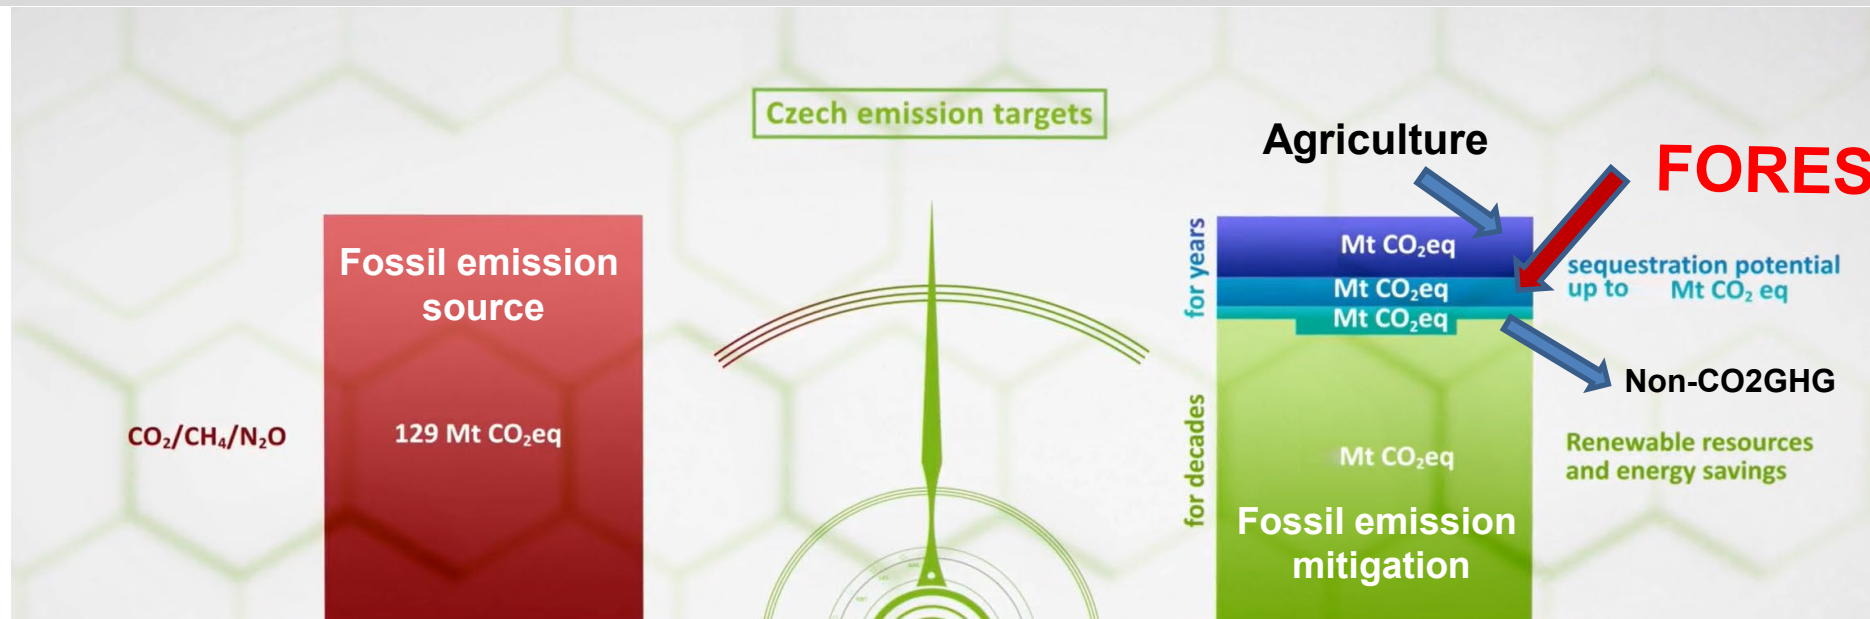 Czech emission targets
Agriculture
FORES
Fossil emission
source
CO₂/CH₄/N₂O
129 Mt CO₂eq
for years
Mt CO₂eq
Mt CO₂eq
Mt CO₂eq
sequestration potential
up to Mt CO₂ eq
Non-CO2GHG
for decades
Mt CO₂eq
Renewable resources
and energy savings
Fossil emission
mitigation